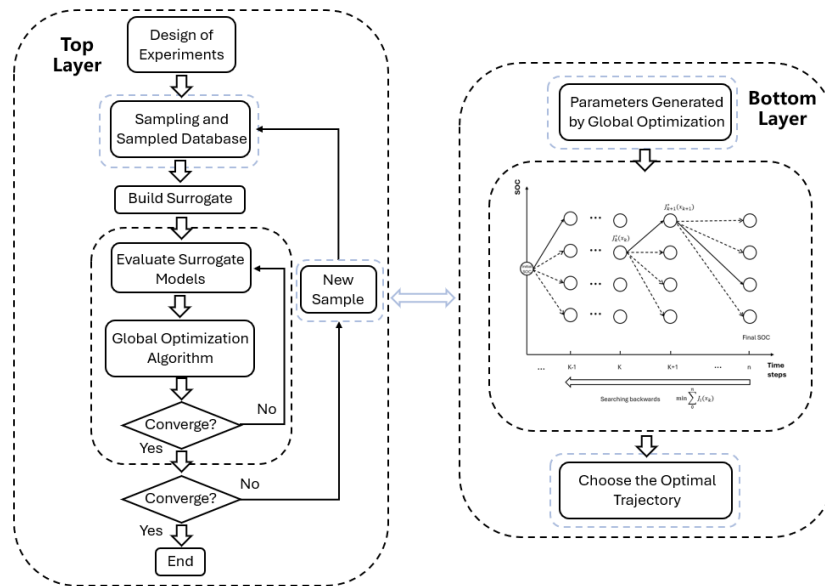 Top
Layer
Design of
Experiments
Sampling and
Sampled Database
Build Surrogate
Evaluate Surrogate
Models
Global Optimization
Algorithm
Converge?
No
Yes
Converge?
No
Yes
End
New
Sample
Bottom
Layer
Parameters Generated
by Global Optimization
SOC
SOC
Final SOC
... K-1 K K+1 ... n
Time
steps
Searching backwards
Choose the Optimal
Trajectory